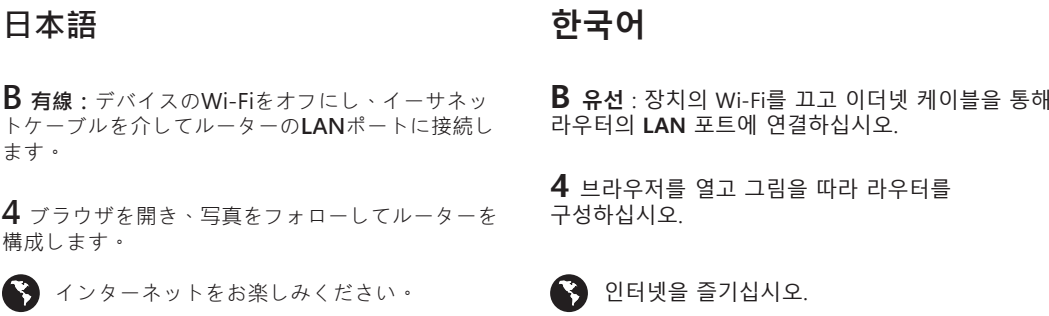 日本語
B 有線：デバイスのWi-Fiをオフにし、イーサネッ
トケーブルを介してルーターのLANポートに接続し
ます。
4 ブラウザを開き、写真をフォローしてルーターを
構成します。
インターネットをお楽しみください。
한국어
B 유선 : 장치의 Wi-Fi를 끄고 이더넷 케이블을 통해
라우터의 LAN 포트에 연결하십시오.
4 브라우저를 열고 그림을 따라 라우터를
구성하십시오.
인터넷을 즐기십시오.